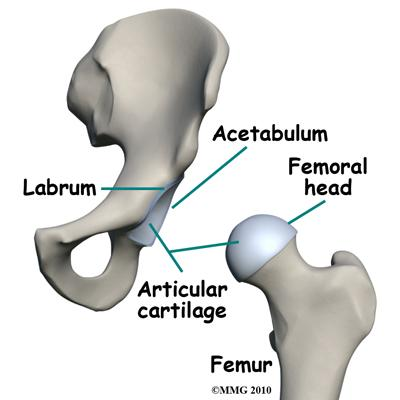 Acetabulum
Femoral
head
Labrum
Articular
cartilage
Femur
©MMG 2010